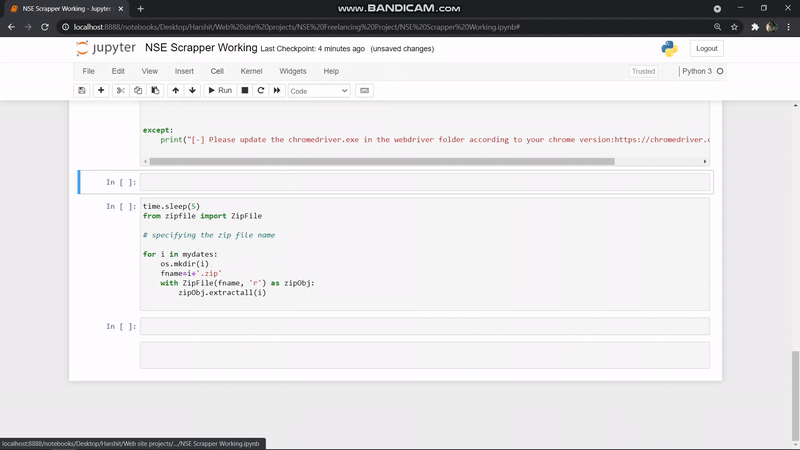 WWW.BANDICAM.COM
NSE Scrapper Working - Jupyter
localhost:8888/notebooks/Desktop/Harshit/Web%20site%20projects/NSE%20Freelancing%20Project/NSE%20Scrapper%20Working.ipynb#
jupyter NSE Scrapper Working Last Checkpoint: 4 minutes ago (unsaved changes)
Logout
File Edit View Insert Cell Kernel Widgets Help
Trusted
Python 3
Run
Code
except:
print("[-] Please update the chromedriver.exe in the webdriver folder according to your chrome version:https://chromedriver.c
In [ ]:
In [ ]:
time.sleep(5)
from zipfile import ZipFile
# specifying the zip file name
for i in mydates:
os.mkdir(i)
fname=i+'.zip'
with ZipFile(fname, 'r') as zipObj:
zipObj.extractall(i)
In [ ]:
localhost:8888/notebooks/Desktop/Harshit/Web site projects/.../NSE Scrapper Working.ipynb